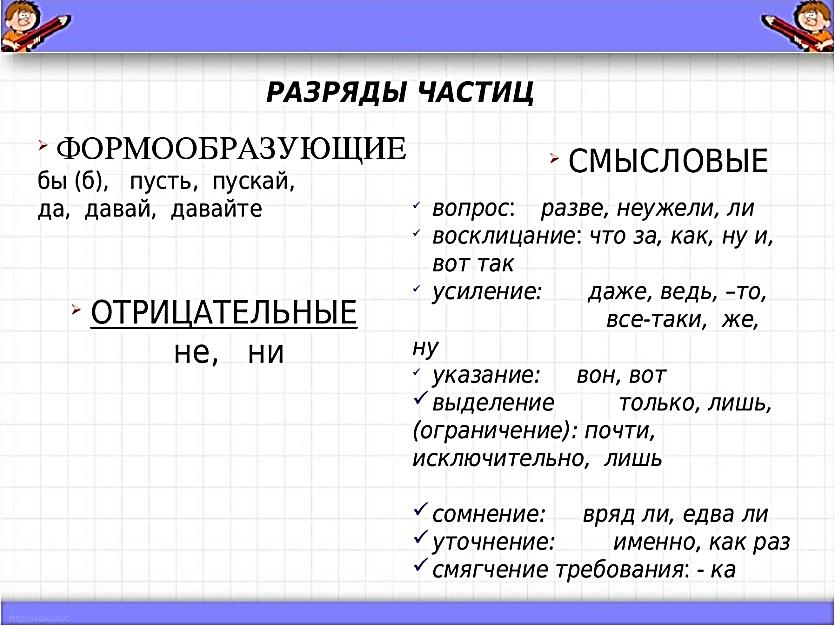 РАЗРЯДЫ ЧАСТИЦ
ФОРМООБРАЗУЮЩИЕ
бы (б), пусть, пускай,
да, давай, давайте
ОТРИЦАТЕЛЬНЫЕ
не, ни
СМЫСЛОВЫЕ
вопрос: разве, неужели, ли
восклицание: что за, как, ну и,
вот так
усиление: даже, ведь, –то,
все-таки, же,
ну
указание: вон, вот
выделение только, лишь,
(ограничение): почти,
исключительно, лишь
сомнение: вряд ли, едва ли
уточнение: именно, как раз
смягчение требования: - ка